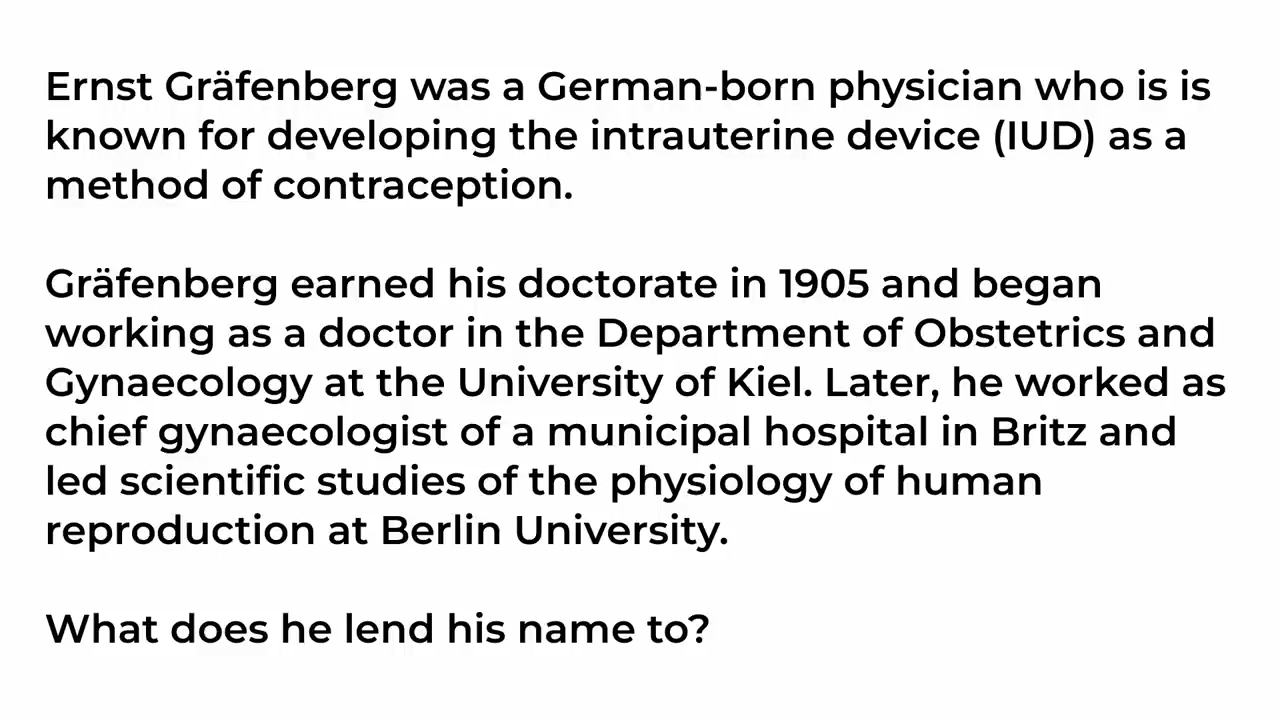 Ernst Gräfenberg was a German-born physician who is is
known for developing the intrauterine device (IUD) as a
method of contraception.
Gräfenberg earned his doctorate in 1905 and began
working as a doctor in the Department of Obstetrics and
Gynaecology at the University of Kiel. Later, he worked as
chief gynaecologist of a municipal hospital in Britz and
led scientific studies of the physiology of human
reproduction at Berlin University.
What does he lend his name to?